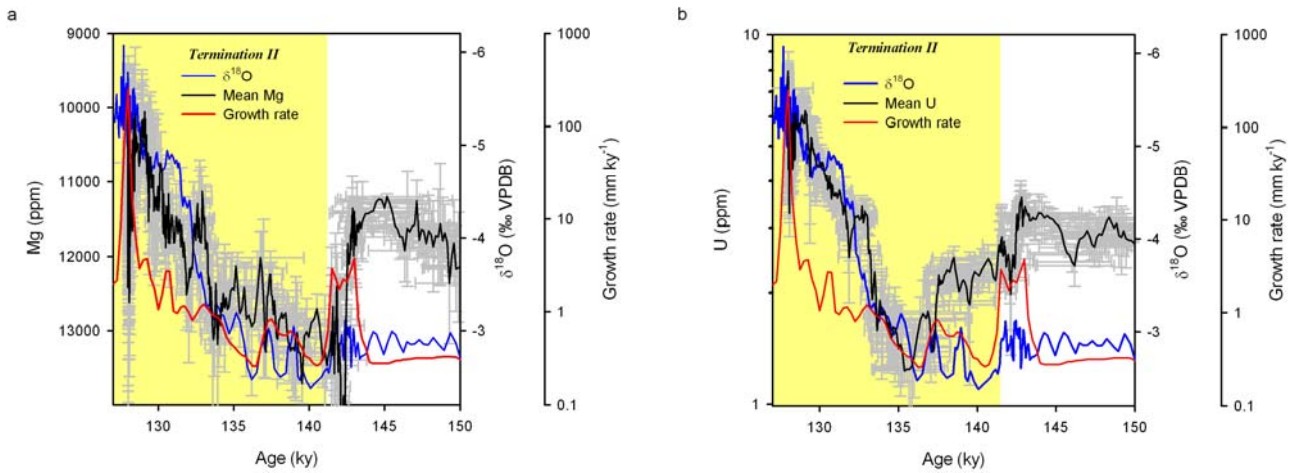 a
9000
10000
11000
12000
13000
Mg (ppm)
Termination II
δ¹⁸O
Mean Mg
Growth rate
-6
-5
-4
-3
δ¹⁸O (‰ VPDB)
1000
100
10
1
0.1
Growth rate (mm ky⁻¹)
130 135 140 145 150
Age (ky)
b
10
1
U (ppm)
Termination II
δ¹⁸O
Mean U
Growth rate
-6
-5
-4
-3
δ¹⁸O (‰ VPDB)
1000
100
10
1
0.1
Growth rate (mm ky⁻¹)
130 135 140 145 150
Age (ky)